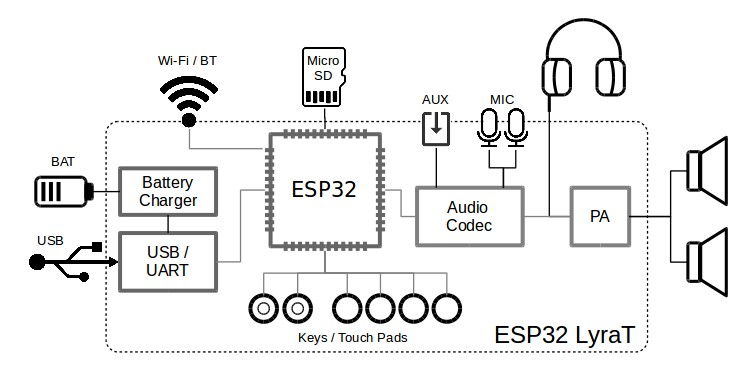 Wi-Fi / BT
Micro
SD
AUX
MIC
BAT
Battery
Charger
ESP32
Audio
Codec
PA
USB
USB /
UART
Keys / Touch Pads
ESP32 LyraT